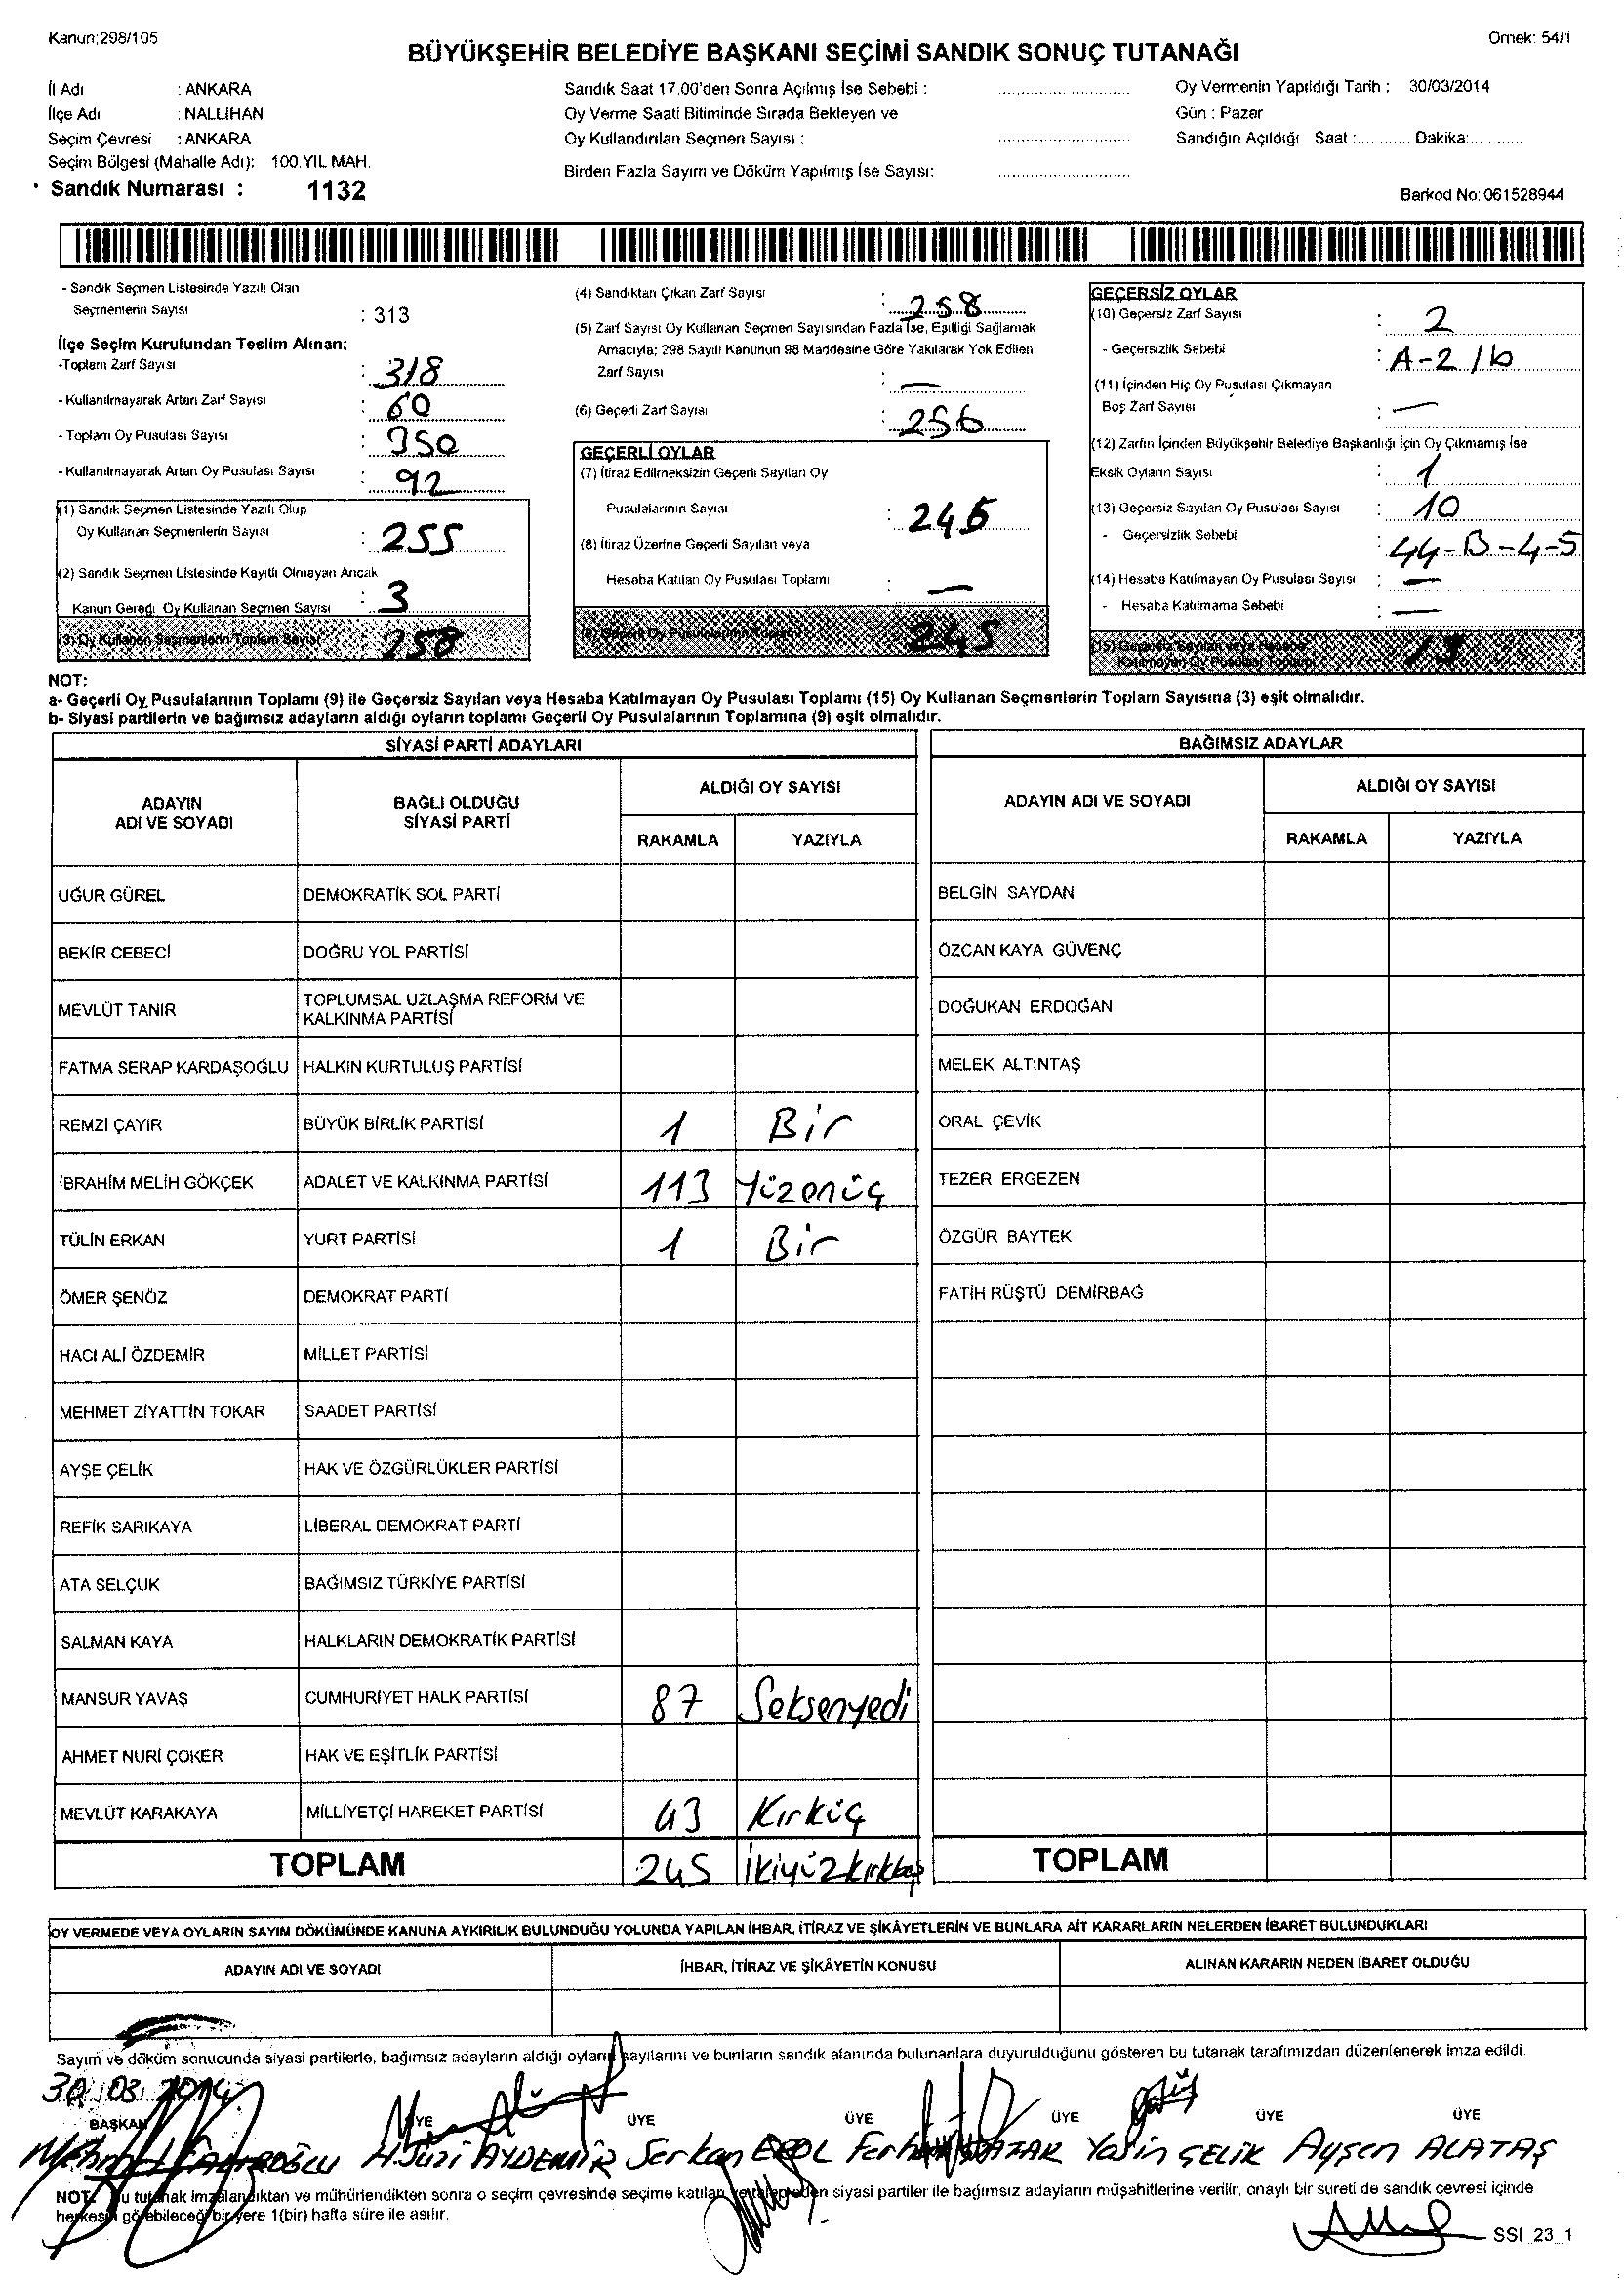 Kanun;298/105
Örnek: 54/1
BÜYÜKŞEHİR BELEDİYE BAŞKANI SEÇİMİ SANDIK SONUÇ TUTANAĞI
İl Adı : ANKARA
İlçe Adı : NALLIHAN
Seçim Çevresi : ANKARA
Seçim Bölgesi (Mahalle Adı): 100.YIL MAH.
Sandık Numarası : 1132
Sandık Saat 17.00'den Sonra Açılmış İse Sebebi :
Oy Verme Saati Bitiminde Sırada Bekleyen ve
Oy Kullandırılan Seçmen Sayısı :
Birden Fazla Sayım ve Döküm Yapılmış İse Sayısı:
Oy Vermenin Yapıldığı Tarih : 30/03/2014
Gün : Pazar
Sandığın Açıldığı Saat :.... ....... Dakika:... ........
Barkod No: 061528944
- Sandık Seçmen Listesinde Yazılı Olan
Seçmenlerin Sayısı : 313
İlçe Seçim Kurulundan Teslim Alınan;
-Toplam Zarf Sayısı : 318
- Kullanılmayarak Artan Zarf Sayısı : 60
- Toplam Oy Pusulası Sayısı : 350
- Kullanılmayarak Artan Oy Pusulası Sayısı : 92
(1) Sandık Seçmen Listesinde Yazılı Olup
Oy Kullanan Seçmenlerin Sayısı : 255
(2) Sandık Seçmen Listesinde Kayıtlı Olmayan Ancak
Kanun Gereği Oy Kullanan Seçmen Sayısı : 3
(3) Oy Kullanan Seçmenlerin Toplam Sayısı 258
(4) Sandıktan Çıkan Zarf Sayısı : 258
(5) Zarf Sayısı Oy Kullanan Seçmen Sayısından Fazla İse, Eşitliği Sağlamak
Amacıyla; 298 Sayılı Kanunun 98 Maddesine Göre Yakılarak Yok Edilen
Zarf Sayısı : —
(6) Geçerli Zarf Sayısı : 256
GEÇERLİ OYLAR
(7) İtiraz Edilmeksizin Geçerli Sayılan Oy
Pusulalarının Sayısı : 245
(8) İtiraz Üzerine Geçerli Sayılan veya
Hesaba Katılan Oy Pusulası Toplamı : —
(9) Geçerli Oy Pusulalarının Toplamı 245
GEÇERSİZ OYLAR
(10) Geçersiz Zarf Sayısı : 2
- Geçersizlik Sebebi : A-2 /b
(11) İçinden Hiç Oy Pusulası Çıkmayan
Boş Zarf Sayısı : —
(12) Zarfın İçinden Büyükşehir Belediye Başkanlığı İçin Oy Çıkmamış İse
Eksik Oyların Sayısı : 1
(13) Geçersiz Sayılan Oy Pusulası Sayısı : 10
- Geçersizlik Sebebi : 44-B-4-5
(14) Hesaba Katılmayan Oy Pusulası Sayısı : —
- Hesaba Katılmama Sebebi : —
(15) Geçersiz Sayılan veya Hesaba
Katılmayan Oy Pusulası Toplamı 13
NOT:
a- Geçerli Oy Pusulalarının Toplamı (9) ile Geçersiz Sayılan veya Hesaba Katılmayan Oy Pusulası Toplamı (15) Oy Kullanan Seçmenlerin Toplam Sayısına (3) eşit olmalıdır.
b- Siyasi partilerin ve bağımsız adayların aldığı oyların toplamı Geçerli Oy Pusulalarının Toplamına (9) eşit olmalıdır.
SİYASİ PARTİ ADAYLARI
ADAYIN ADI VE SOYADI BAĞLI OLDUĞU SİYASİ PARTİ ALDIĞI OY SAYISI
RAKAMLA YAZIYLA
UĞUR GÜREL DEMOKRATİK SOL PARTİ
BEKİR CEBECİ DOĞRU YOL PARTİSİ
MEVLÜT TANIR TOPLUMSAL UZLAŞMA REFORM VE KALKINMA PARTİSİ
FATMA SERAP KARDAŞOĞLU HALKIN KURTULUŞ PARTİSİ
REMZİ ÇAYIR BÜYÜK BİRLİK PARTİSİ 1 Bir
İBRAHİM MELİH GÖKÇEK ADALET VE KALKINMA PARTİSİ 113 Yüzonüç
TÜLİN ERKAN YURT PARTİSİ 1 Bir
ÖMER ŞENÖZ DEMOKRAT PARTİ
HACI ALİ ÖZDEMİR MİLLET PARTİSİ
MEHMET ZİYATTİN TOKAR SAADET PARTİSİ
AYŞE ÇELİK HAK VE ÖZGÜRLÜKLER PARTİSİ
REFİK SARIKAYA LİBERAL DEMOKRAT PARTİ
ATA SELÇUK BAĞIMSIZ TÜRKİYE PARTİSİ
SALMAN KAYA HALKLARIN DEMOKRATİK PARTİSİ
MANSUR YAVAŞ CUMHURİYET HALK PARTİSİ 87 Seksenyedi
AHMET NURİ ÇOKER HAK VE EŞİTLİK PARTİSİ
MEVLÜT KARAKAYA MİLLİYETÇİ HAREKET PARTİSİ 43 Kırküç
TOPLAM 245 İkiyüzkırkbeş
BAĞIMSIZ ADAYLAR
ADAYIN ADI VE SOYADI ALDIĞI OY SAYISI
RAKAMLA YAZIYLA
BELGİN SAYDAN
ÖZCAN KAYA GÜVENÇ
DOĞUKAN ERDOĞAN
MELEK ALTINTAŞ
ORAL ÇEVİK
TEZER ERGEZEN
ÖZGÜR BAYTEK
FATİH RÜŞTÜ DEMİRBAĞ
TOPLAM
OY VERMEDE VEYA OYLARIN SAYIM DÖKÜMÜNDE KANUNA AYKIRILIK BULUNDUĞU YOLUNDA YAPILAN İHBAR, İTİRAZ VE ŞİKÂYETLERİN VE BUNLARA AİT KARARLARIN NELERDEN İBARET BULUNDUKLARI
ADAYIN ADI VE SOYADI İHBAR, İTİRAZ VE ŞİKÂYETİN KONUSU ALINAN KARARIN NEDEN İBARET OLDUĞU
Sayım ve döküm sonucunda siyasi partilerle, bağımsız adayların aldığı oyların sayılarını ve bunların sandık alanında bulunanlara duyurulduğunu gösteren bu tutanak tarafımızdan düzenlenerek imza edildi.
30.03.2014
BAŞKAN ÜYE ÜYE ÜYE ÜYE ÜYE ÜYE
AYDEMİR Serkan EROL Yasin ÇELİK Ayşen ALATAŞ
NOT: Bu tutanak imzalandıktan ve mühürlendikten sonra o seçim çevresinde seçime katılan ve talep eden siyasi partiler ile bağımsız adayların müşahitlerine verilir, onaylı bir sureti de sandık çevresi içinde
herkesin görebileceği bir yere 1(bir) hafta süre ile asılır.
SSI_23_1